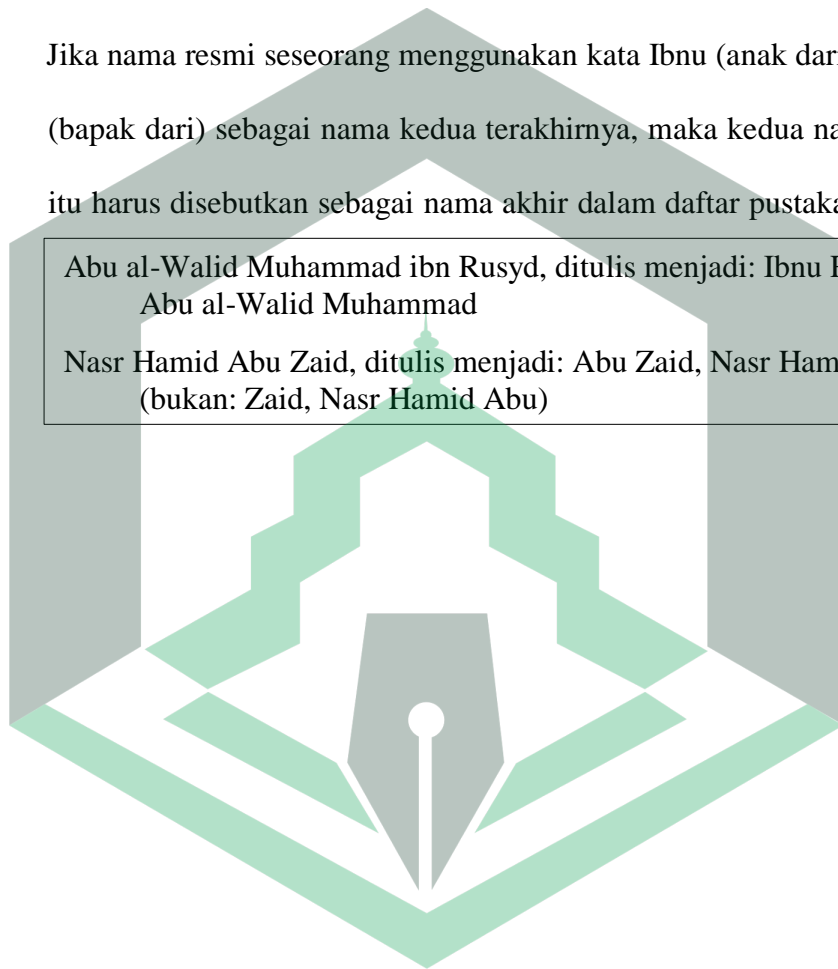 Jika nama resmi seseorang menggunakan kata Ibnu (anak dari
(bapak dari) sebagai nama kedua terakhirnya, maka kedua
itu harus disebutkan sebagai nama akhir dalam daftar pustaka
Abu al-Walid Muhammad ibn Rusyd, ditulis menjadi: Ibnu
Abu al-Walid Muhammad
Nasr Hamid Abu Zaid, ditulis menjadi: Abu Zaid, Nasr
(bukan: Zaid, Nasr Hamid Abu)